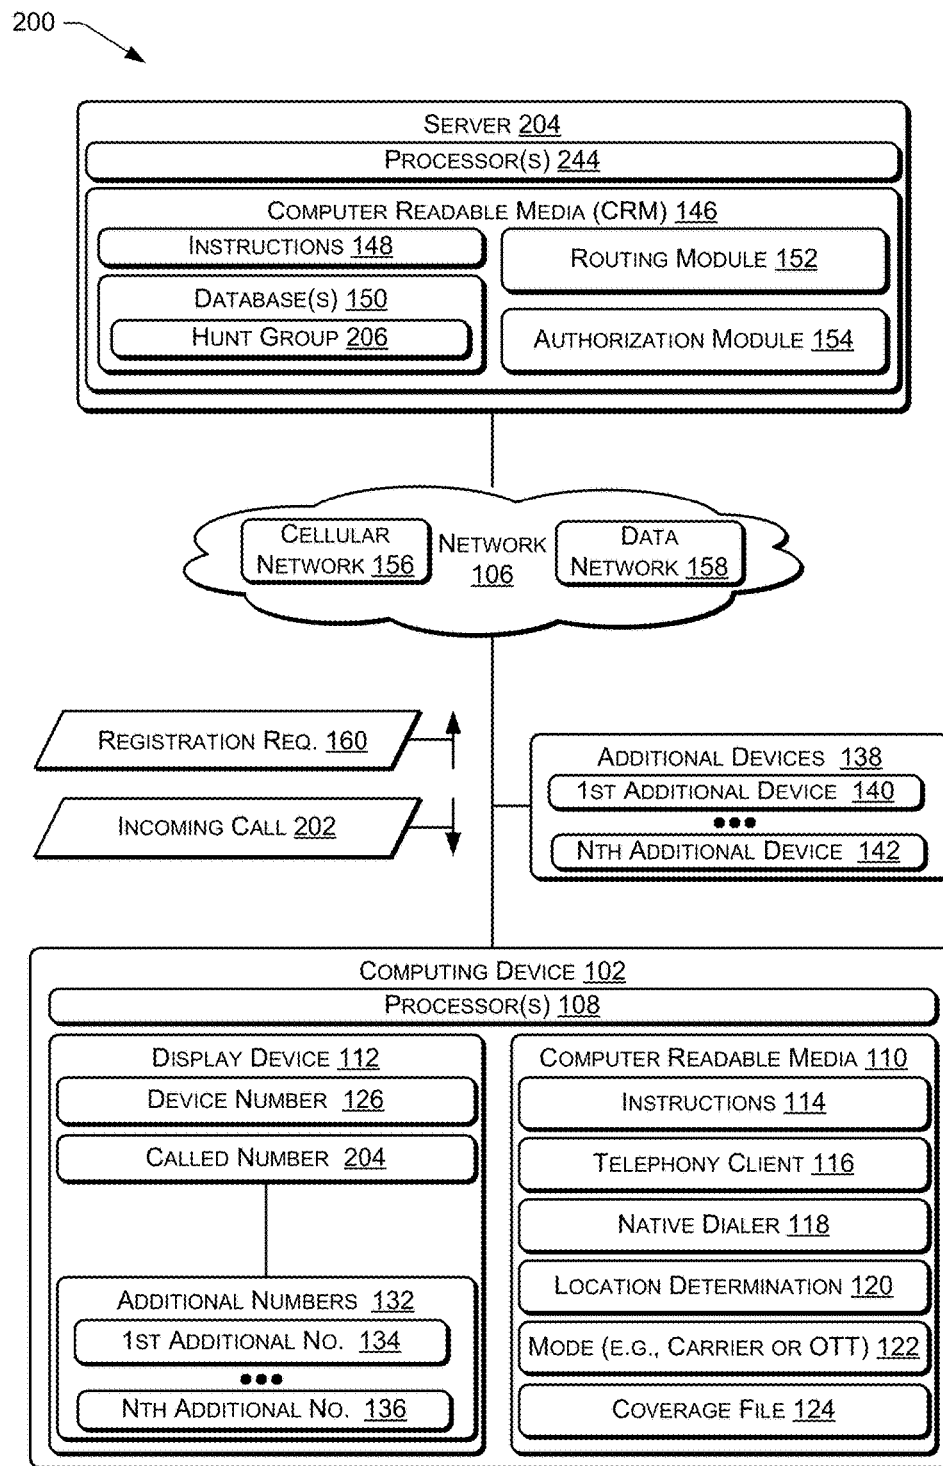 200
SERVER 204
PROCESSOR(S) 244
COMPUTER READABLE MEDIA (CRM) 146
INSTRUCTIONS 148
DATABASE(S) 150
HUNT GROUP 206
ROUTING MODULE 152
AUTHORIZATION MODULE 154
CELLULAR
NETWORK 156
NETWORK
106
DATA
NETWORK 158
REGISTRATION REQ. 160
INCOMING CALL 202
ADDITIONAL DEVICES 138
1ST ADDITIONAL DEVICE 140
•••
NTH ADDITIONAL DEVICE 142
COMPUTING DEVICE 102
PROCESSOR(S) 108
DISPLAY DEVICE 112
DEVICE NUMBER 126
CALLED NUMBER 204
ADDITIONAL NUMBERS 132
1ST ADDITIONAL NO. 134
•••
NTH ADDITIONAL NO. 136
COMPUTER READABLE MEDIA 110
INSTRUCTIONS 114
TELEPHONY CLIENT 116
NATIVE DIALER 118
LOCATION DETERMINATION 120
MODE (E.G., CARRIER OR OTT) 122
COVERAGE FILE 124